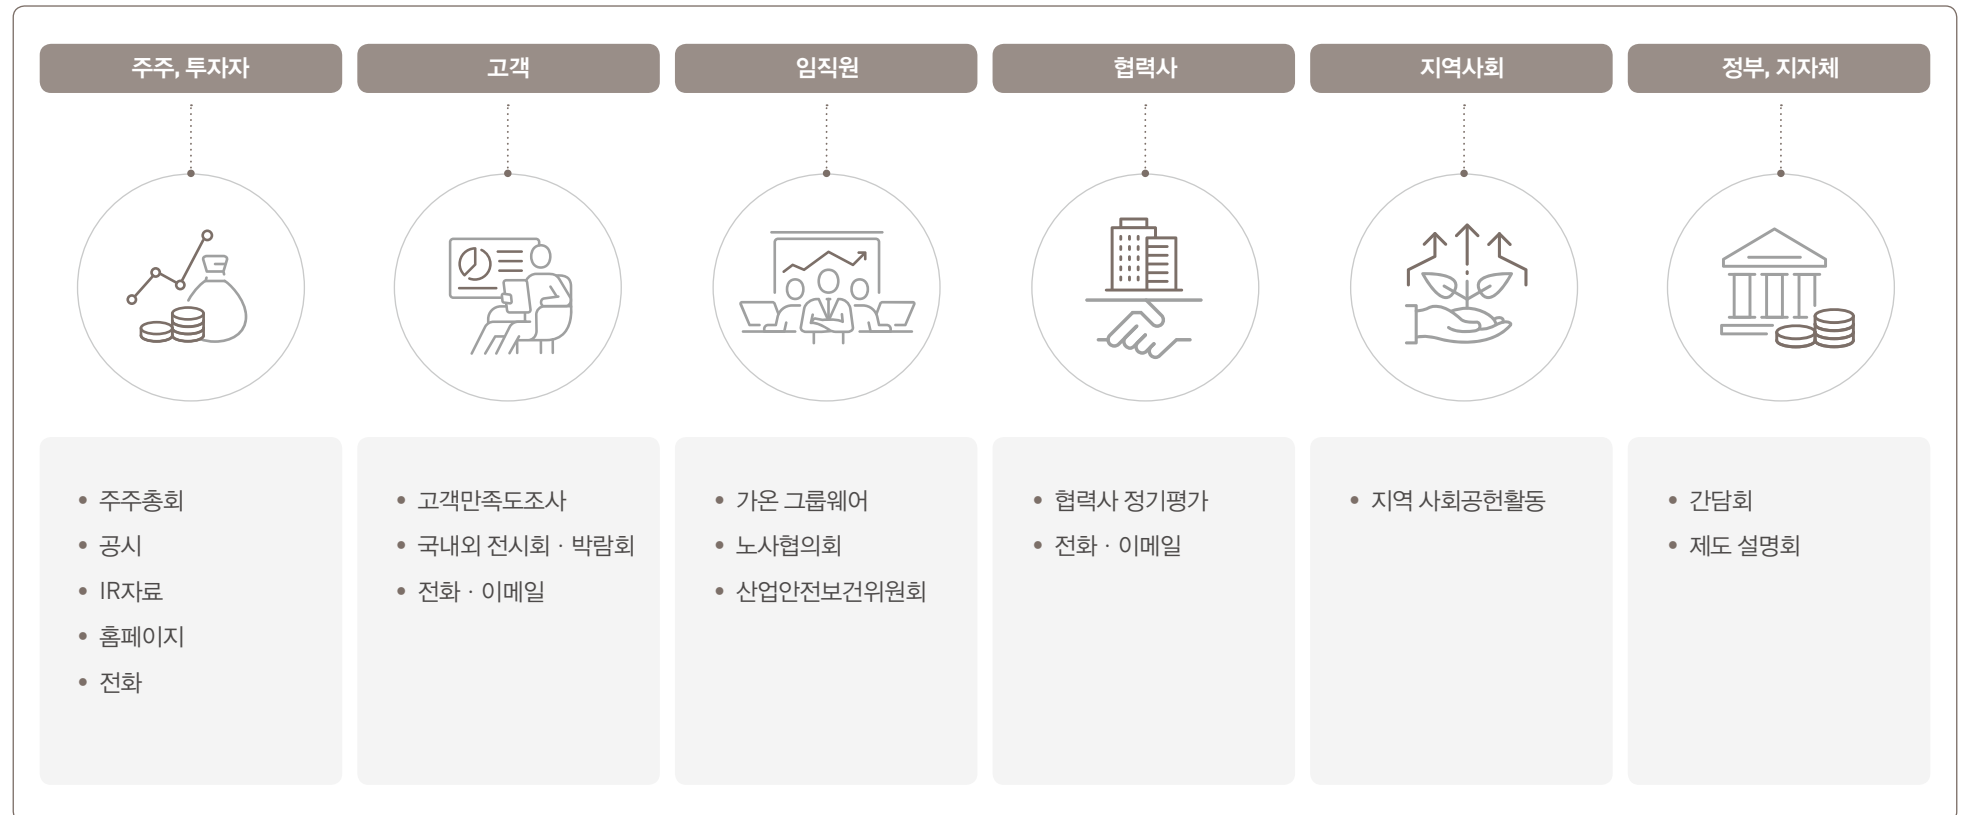 주주, 투자자
고객
임직원
협력사
지역사회
정부, 지자체
• 주주총회
• 공시
• IR자료
• 홈페이지
• 전화
• 고객만족도조사
• 국내외 전시회 · 박람회
• 전화 · 이메일
• 가온 그룹웨어
• 노사협의회
• 산업안전보건위원회
• 협력사 정기평가
• 전화 · 이메일
• 지역 사회공헌활동
• 간담회
• 제도 설명회